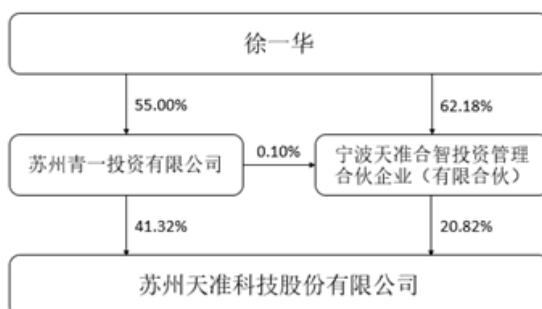 徐一华
55.00%
62.18%
苏州青一投资有限公司
0.10%
宁波天准合智投资管理
合伙企业（有限合伙）
41.32%
20.82%
苏州天准科技股份有限公司